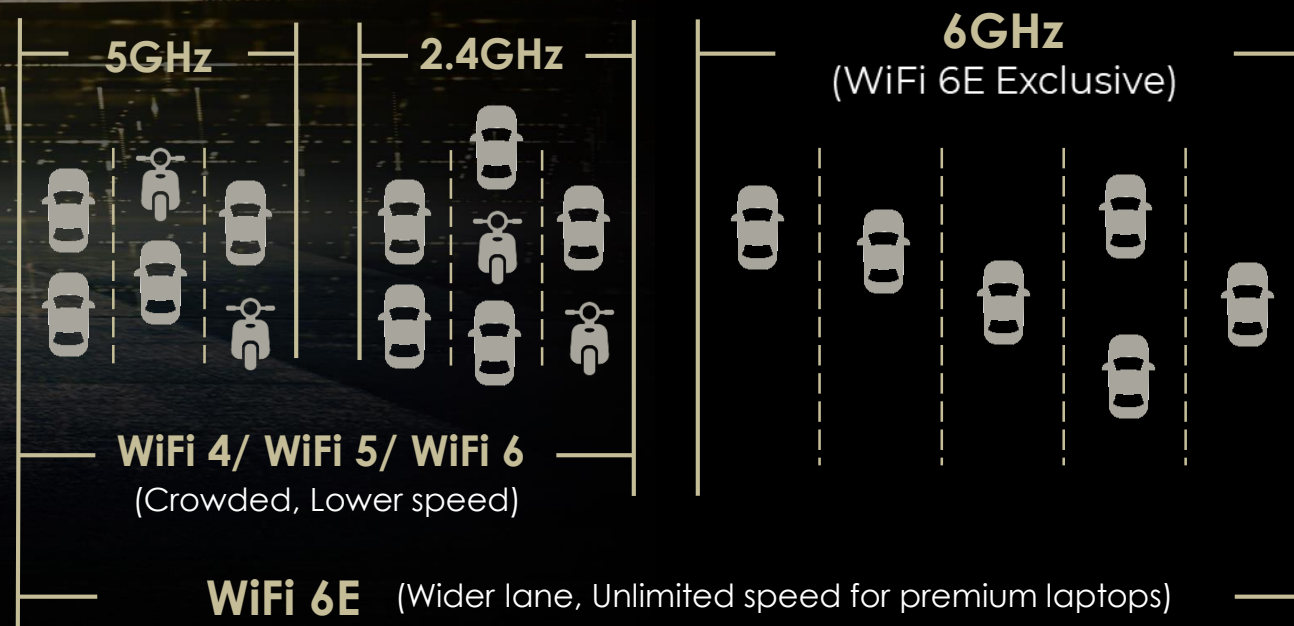 5GHz
2.4GHz
6GHz
(WiFi 6E Exclusive)
WiFi 4/ WiFi 5/ WiFi 6
(Crowded, Lower speed)
WiFi 6E (Wider lane, Unlimited speed for premium laptops)